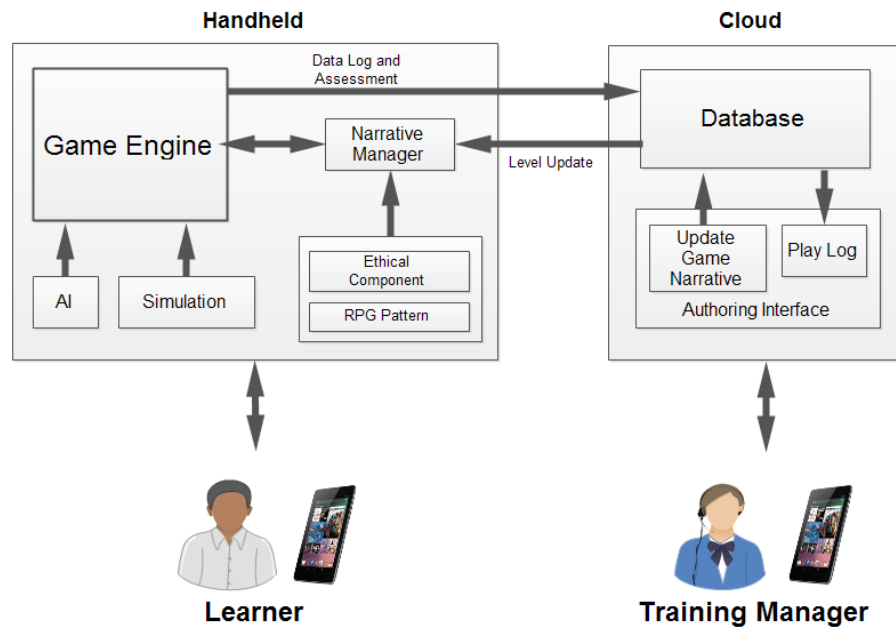 Handheld
Cloud
Data Log and
Assessment
Game Engine
Narrative
Manager
Database
Level Update
Ethical
Component
RPG Pattern
AI
Simulation
Update
Game
Narrative
Play Log
Authoring Interface
Learner
Training Manager